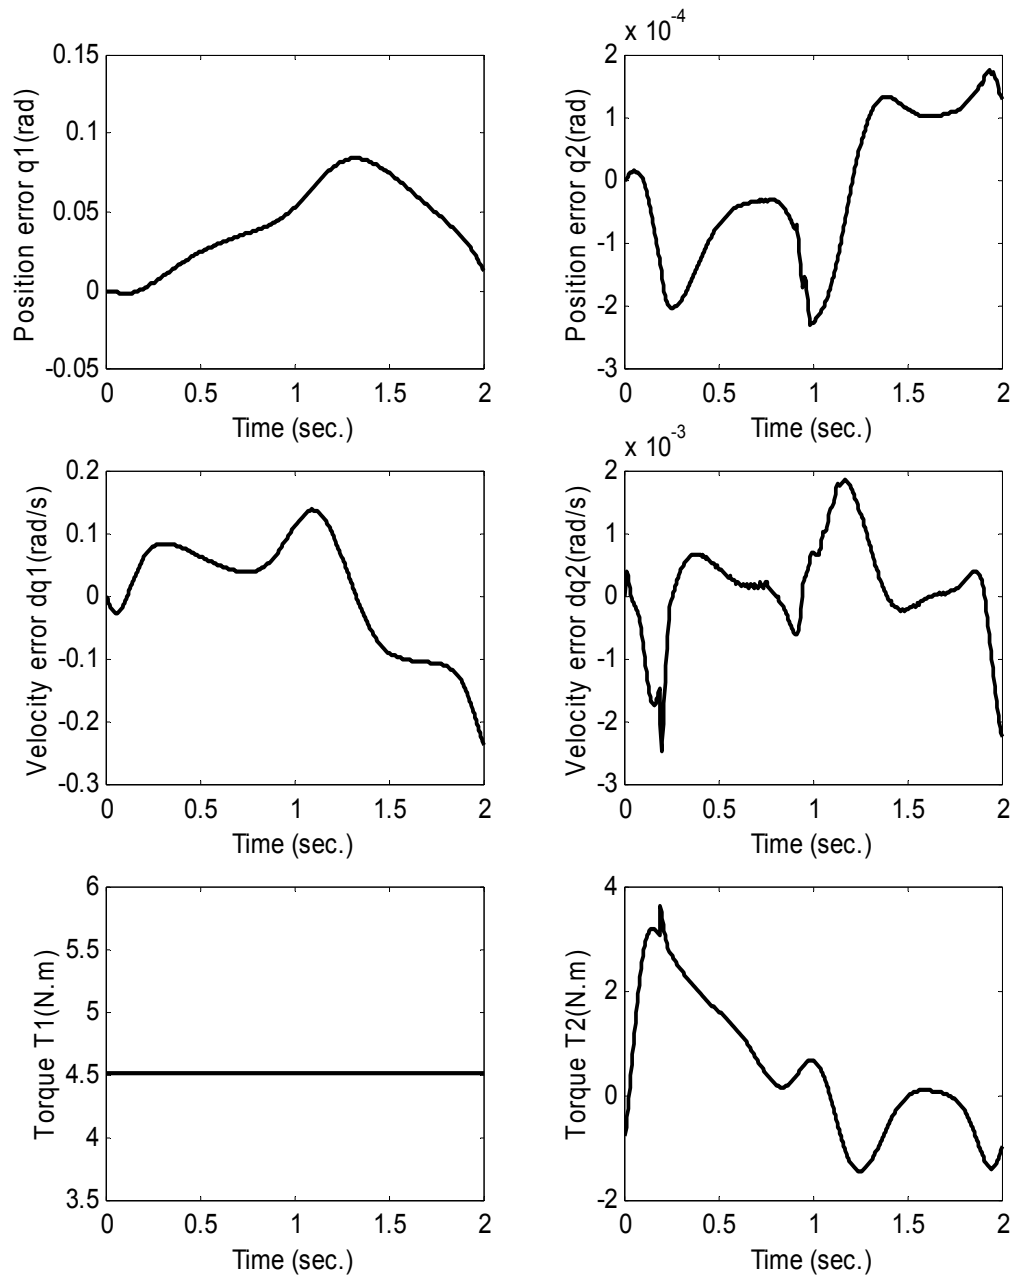 x 10^-4
Position error q1(rad)
0.15
0.1
0.05
0
-0.05
0 0.5 1 1.5 2
Time (sec.)
Position error q2(rad)
2
1
0
-1
-2
-3
0 0.5 1 1.5 2
Time (sec.)
x 10^-3
Velocity error dq1(rad/s)
0.2
0.1
0
-0.1
-0.2
-0.3
0 0.5 1 1.5 2
Time (sec.)
Velocity error dq2(rad/s)
2
1
0
-1
-2
-3
0 0.5 1 1.5 2
Time (sec.)
Torque T1(N.m)
6
5.5
5
4.5
4
3.5
0 0.5 1 1.5 2
Time (sec.)
Torque T2(N.m)
4
2
0
-2
0 0.5 1 1.5 2
Time (sec.)